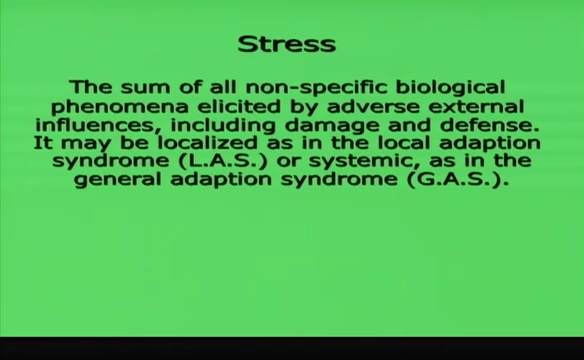 Stress
The sum of all non-specific biological
phenomena elicited by adverse external
influences, including damage and defense.
It may be localized as in the local adaption
syndrome (L.A.S.) or systemic, as in the
general adaption syndrome (G.A.S.).